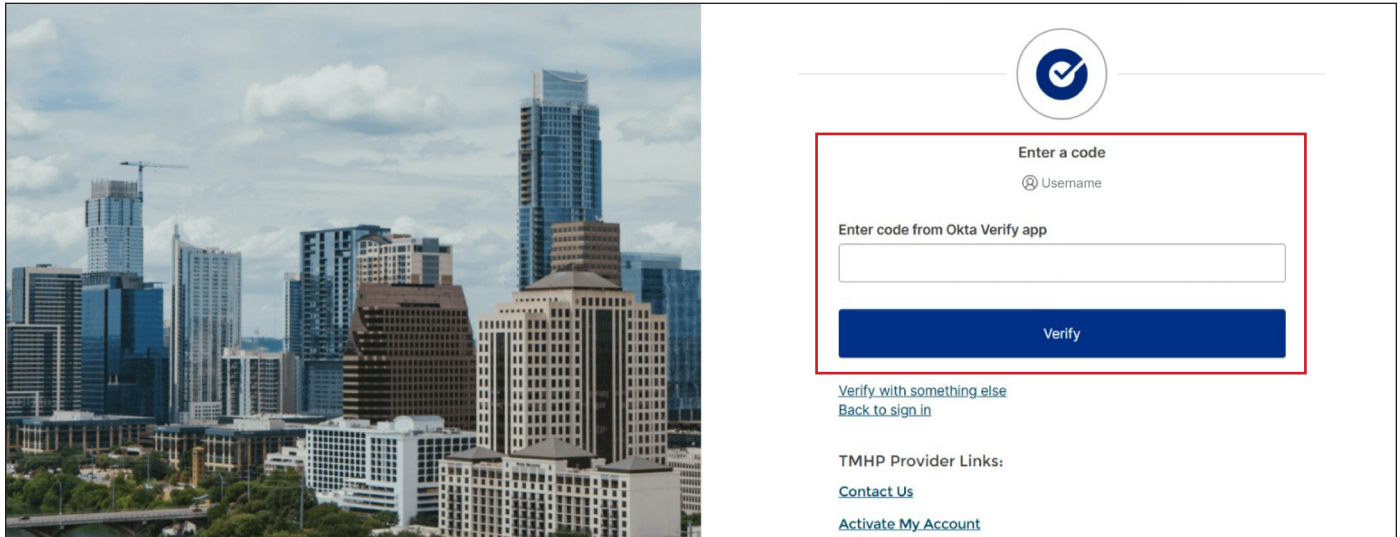 Enter a code
Username
Enter code from Okta Verify app
Verify
Verify with something else
Back to sign in
TMHP Provider Links:
Contact Us
Activate My Account